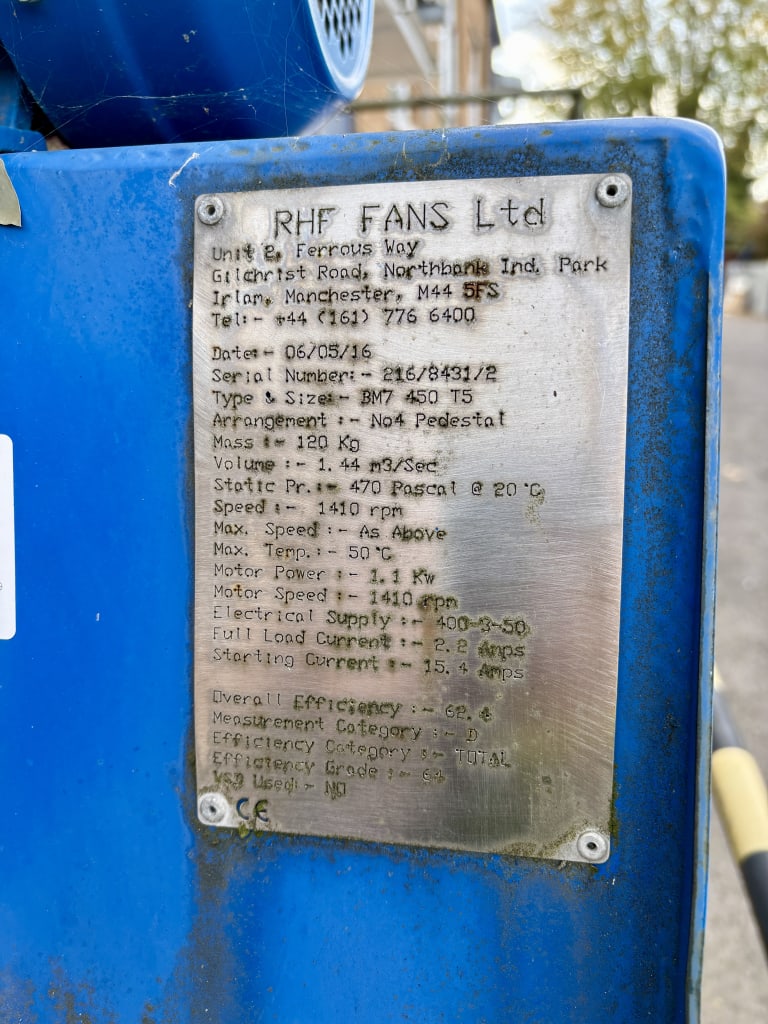 RHF FANS Ltd
Unit 2, Ferrous Way
Gilchrist Road, Northbank Ind. Park
Irlam, Manchester, M44 5FS
Tel:- +44 (161) 776 6400
Date:- 06/05/16
Serial Number:- 216/8431/2
Type & Size:- BM7 450 T5
Arrangement :- No4 Pedestal
Mass :- 120 Kg
Volume :- 1.44 m3/Sec
Static Pr.:- 470 Pascal @ 20°C
Speed :- 1410 rpm
Max. Speed :- As Above
Max. Temp. :- 50°C
Motor Power :- 1.1 Kw
Motor Speed :- 1410 rpm
Electrical Supply :- 400-3-50
Full Load Current :- 2.2 Amps
Starting Current :- 15.4 Amps
Overall Efficiency :- 62.4
Measurement Category :- D
Efficiency Category :- TOTAL
Efficiency Grade :- 64
VSD Used:- NO
CE